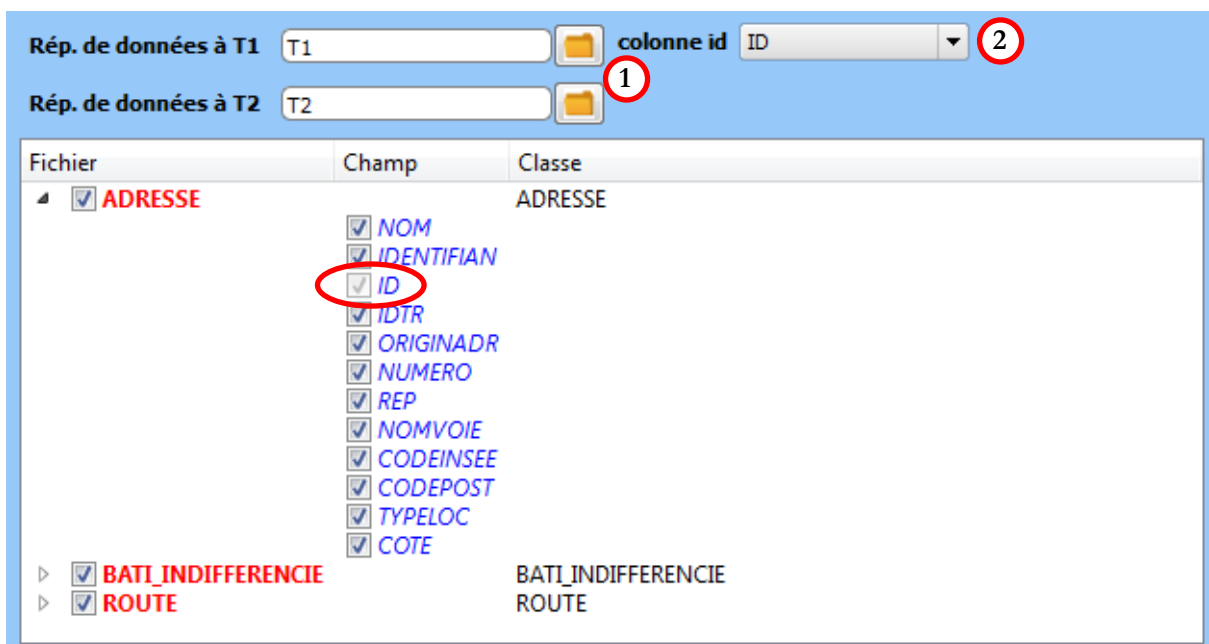 Rép. de données à T1 T1 colonne id ID 2
1
Rép. de données à T2 T2
Fichier Champ Classe
ADRESSE ADRESSE
NOM
IDENTIFIAN
ID
IDTR
ORIGINADR
NUMERO
REP
NOMVOIE
CODEINSEE
CODEPOST
TYPELOC
COTE
BATI_INDIFFERENCIE BATI_INDIFFERENCIE
ROUTE ROUTE